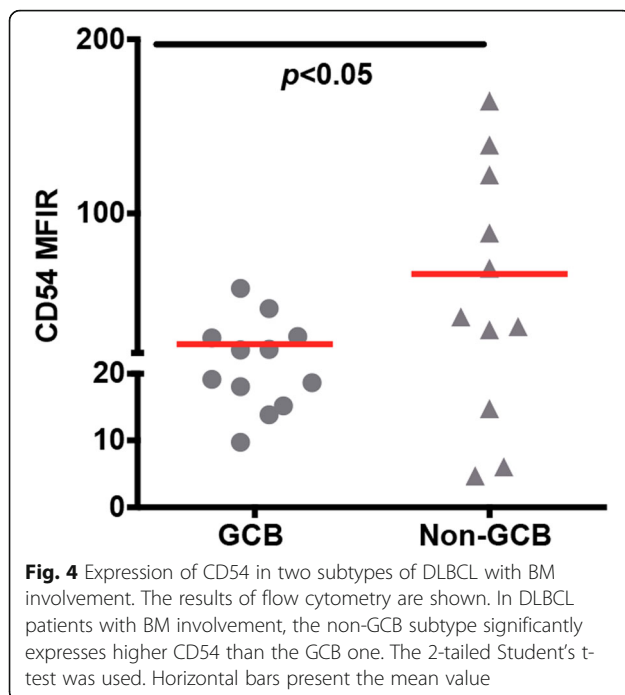 200
p<0.05
CD54 MFIR
100
20
10
0
GCB Non-GCB
Fig. 4 Expression of CD54 in two subtypes of DLBCL with BM
involvement. The results of flow cytometry are shown. In DLBCL
patients with BM involvement, the non-GCB subtype significantly
expresses higher CD54 than the GCB one. The 2-tailed Student's t-
test was used. Horizontal bars present the mean value